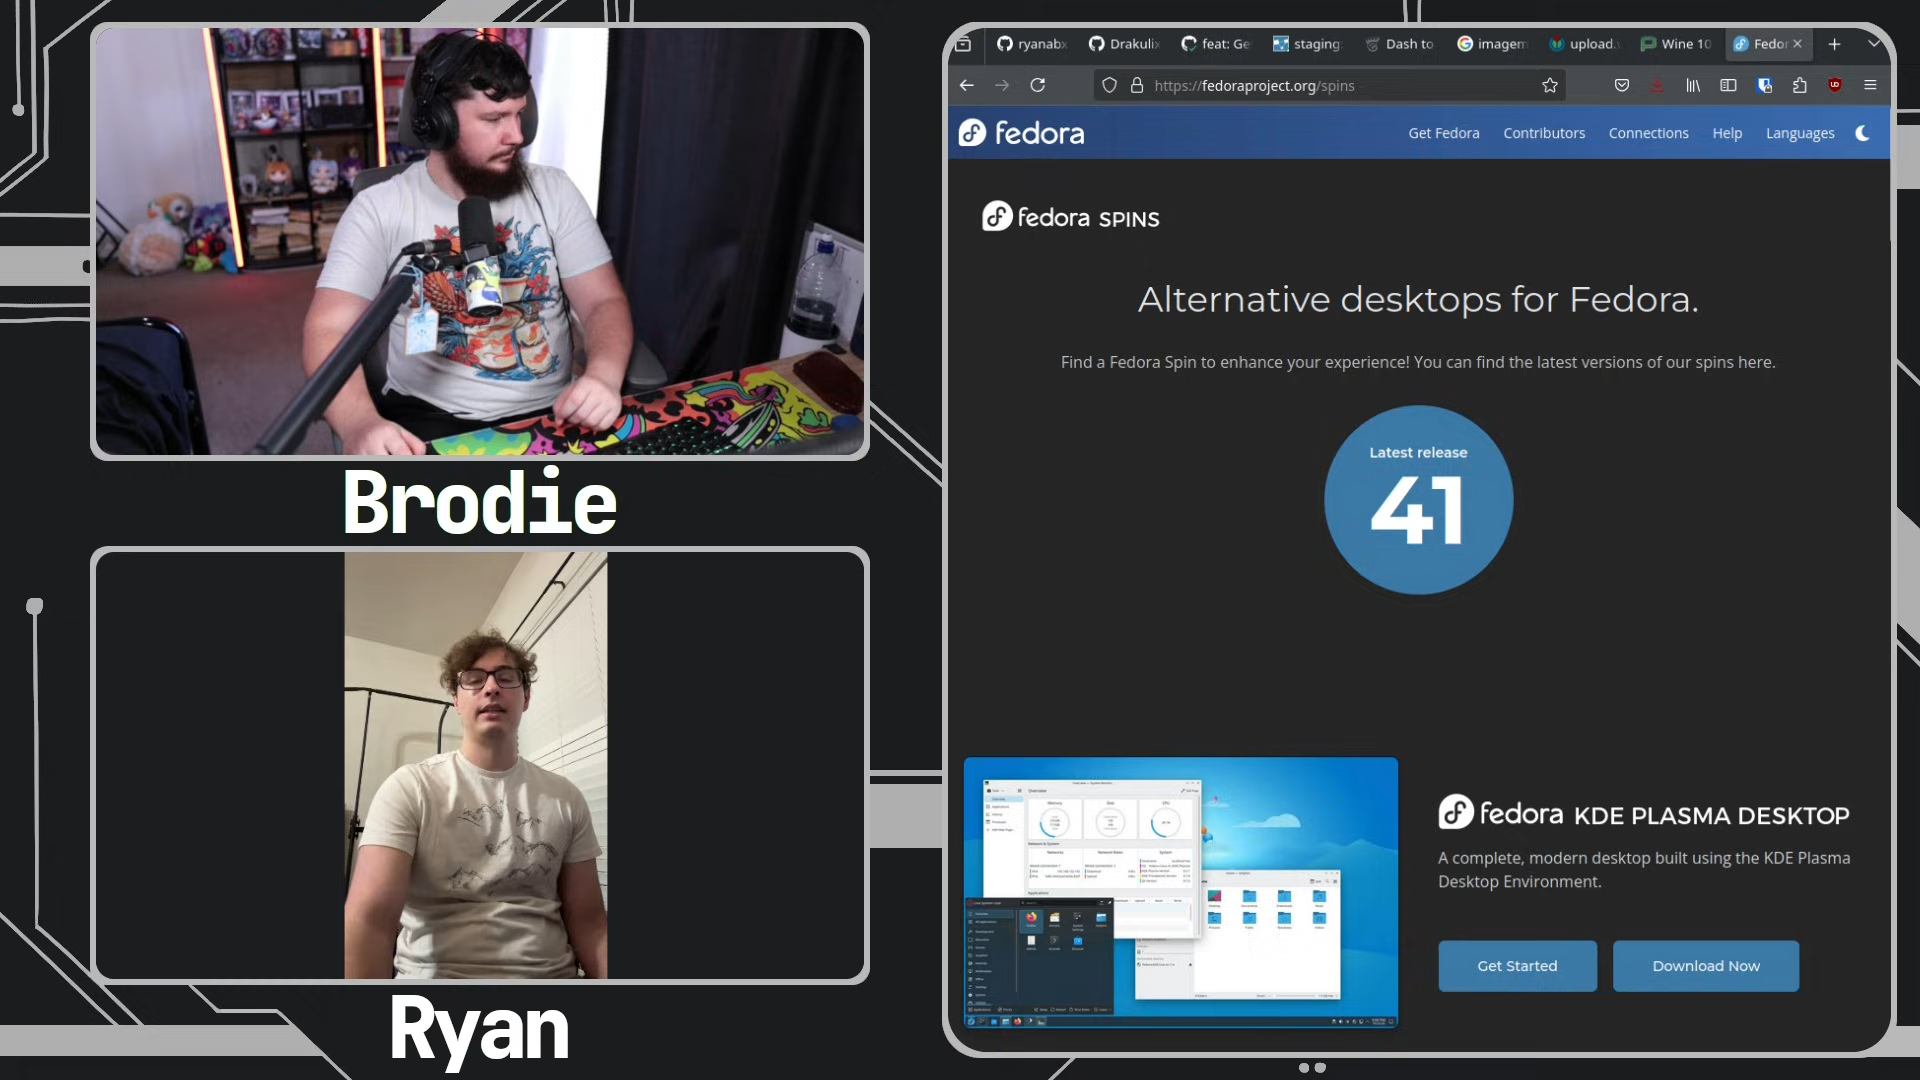 Brodie
Ryan
ryanabx
Drakulix
feat: Ge
staging
Dash to
imagem
upload.
Wine 10
Fedor
https://fedoraproject.org/spins
fedora
Get Fedora
Contributors
Connections
Help
Languages
fedora SPINS
Alternative desktops for Fedora.
Find a Fedora Spin to enhance your experience! You can find the latest versions of our spins here.
Latest release
41
fedora KDE PLASMA DESKTOP
A complete, modern desktop built using the KDE Plasma
Desktop Environment.
Get Started
Download Now